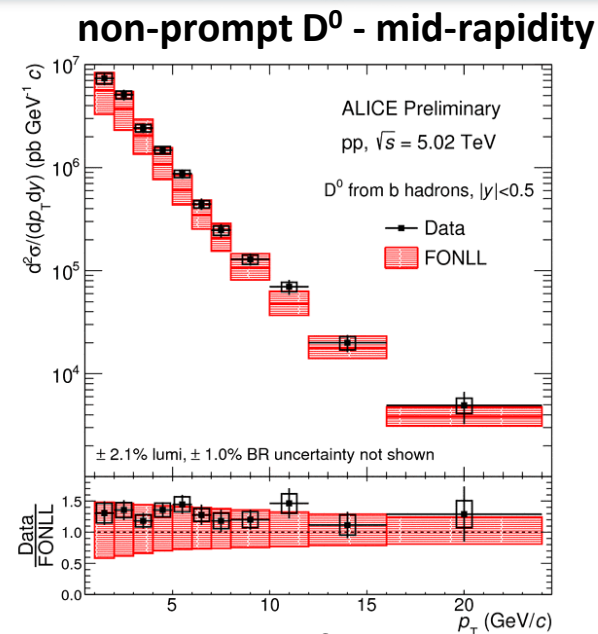 non-prompt D⁰ - mid-rapidity
10⁷
10⁶
10⁵
10⁴
d²σ/(dp_T dy) (pb GeV⁻¹ c)
ALICE Preliminary
pp, √s = 5.02 TeV
D⁰ from b hadrons, |y|<0.5
Data
FONLL
± 2.1% lumi, ± 1.0% BR uncertainty not shown
Data
FONLL
1.5
1.0
0.5
0.0
5 10 15 20
p_T (GeV/c)